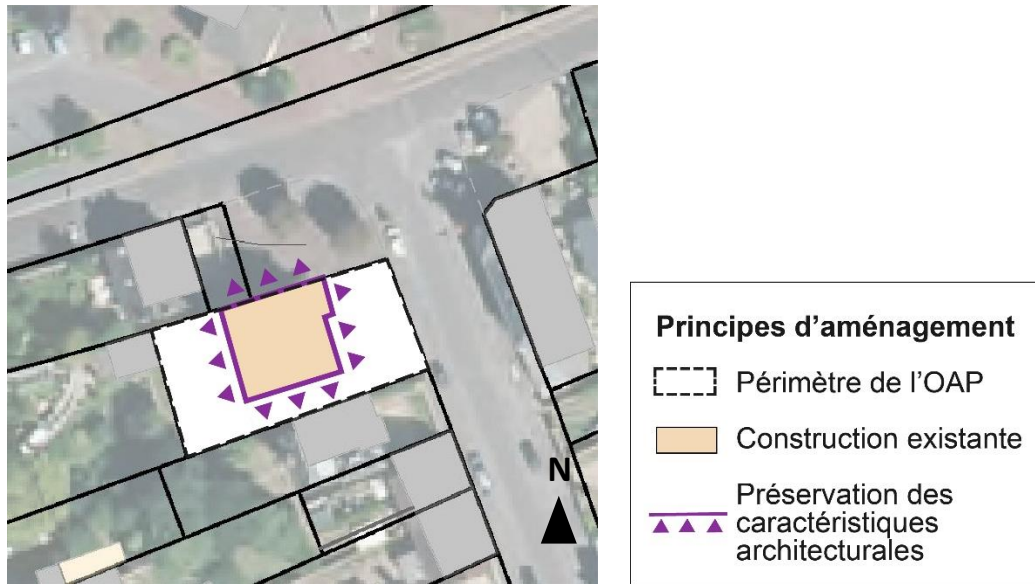 N
Principes d’aménagement
Périmètre de l’OAP
Construction existante
Préservation des
caractéristiques
architecturales